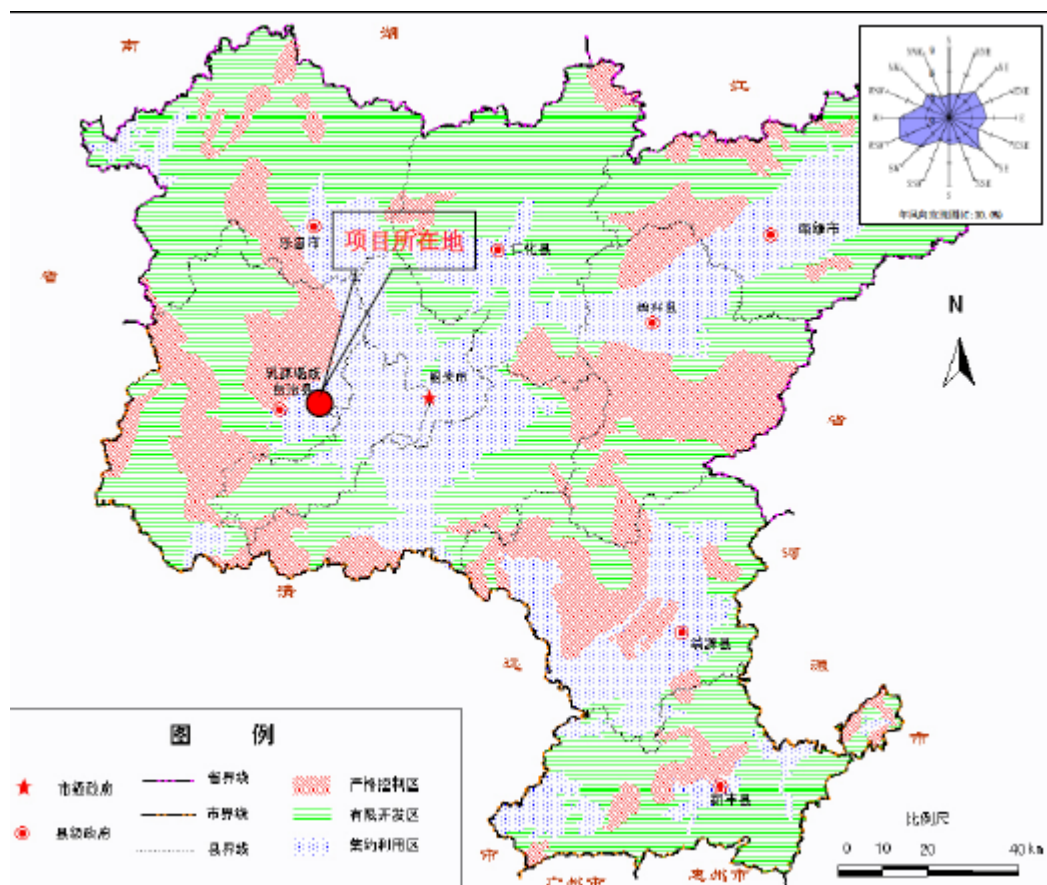 南
湖
江
省
项目所在地
乐昌市
仁化县
南雄市
始兴县
乳源瑶族
自治县
韶关市
N
省
河
清
远
翁源县
源
市
新丰县
市
广州市
惠州市
图 例
市级政府
县级政府
省界线
市界线
县界线
严格控制区
有限开发区
集约利用区
比例尺
0 10 20 40 km